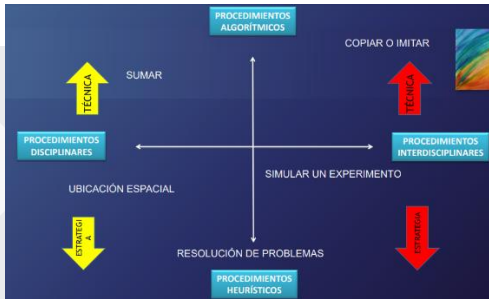 PROCEDIMIENTOS
ALGORÍTMICOS
COPIAR O IMITAR
SUMAR
TÉCNICA
TÉCNICA
PROCEDIMIENTOS
DISCIPLINARES
PROCEDIMIENTOS
INTERDISCIPLINARES
SIMULAR UN EXPERIMENTO
UBICACIÓN ESPACIAL
ESTRATEGI
A
ESTRATEGIA
RESOLUCIÓN DE PROBLEMAS
PROCEDIMIENTOS
HEURÍSTICOS